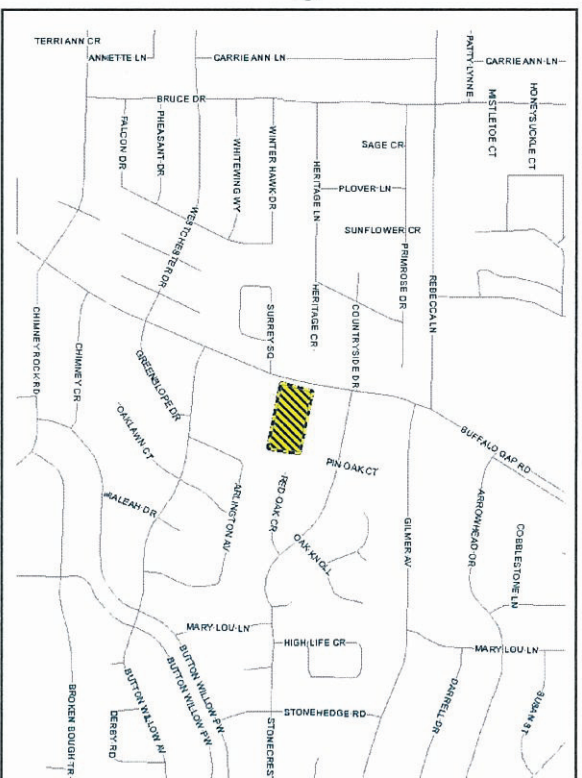 TERRI ANN CR
ANNETTE LN
CARRIE ANN LN
PATTY LYNNE
CARRIE ANN LN
BRUCE DR
FALCON DR
PHEASANT DR
WHITEWING WY
WINTER HAWK DR
HERITAGE LN
SAGE CR
PLOVER LN
SUNFLOWER CR
PRIMROSE DR
MISTLETOE CT
HONEYSUCKLE CT
WESTCHESTER DR
REBECCA LN
CHIMNEY ROCK RD
CHIMNEY CR
SURREY SQ
HERITAGE CR
COUNTRYSIDE DR
GREENSLOPE DR
OAKLAWN CT
BUFFALO GAP RD
PIN OAK CT
RED OAK CR
ARLINGTON AV
OAK KNOLL
GILMER AV
ARROWHEAD DR
COBBLESTONE LN
MARY LOU LN
HIGH LIFE CR
MARY LOU LN
BUTTON WILLOW PW
BUTTON WILLOW PW
BUTTON WILLOW AV
BROKEN BOUGH TR
DERBY RD
STONEHEDGE RD
STONECREST
DARRELL DR
SUSAN ST